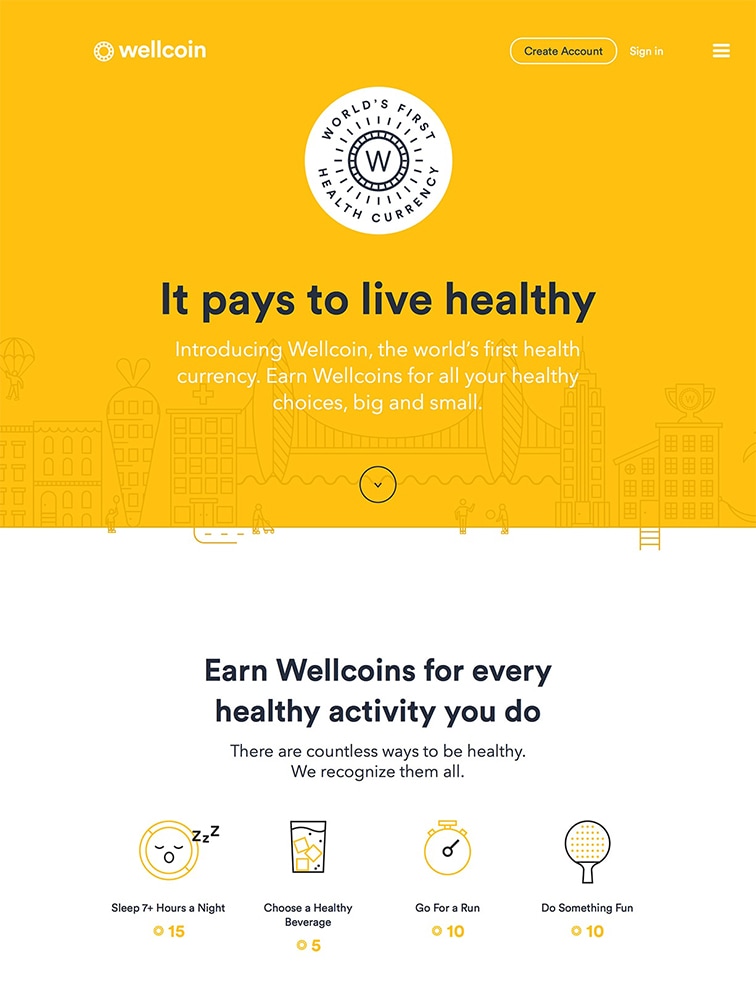 wellcoin
Create Account
Sign in
WORLD'S FIRST
W
HEALTH CURRENCY
It pays to live healthy
Introducing Wellcoin, the world's first health
currency. Earn Wellcoins for all your healthy
choices, big and small.
W
Earn Wellcoins for every
healthy activity you do
There are countless ways to be healthy.
We recognize them all.
ZzZ
Sleep 7+ Hours a Night
15
Choose a Healthy
Beverage
5
Go For a Run
10
Do Something Fun
10